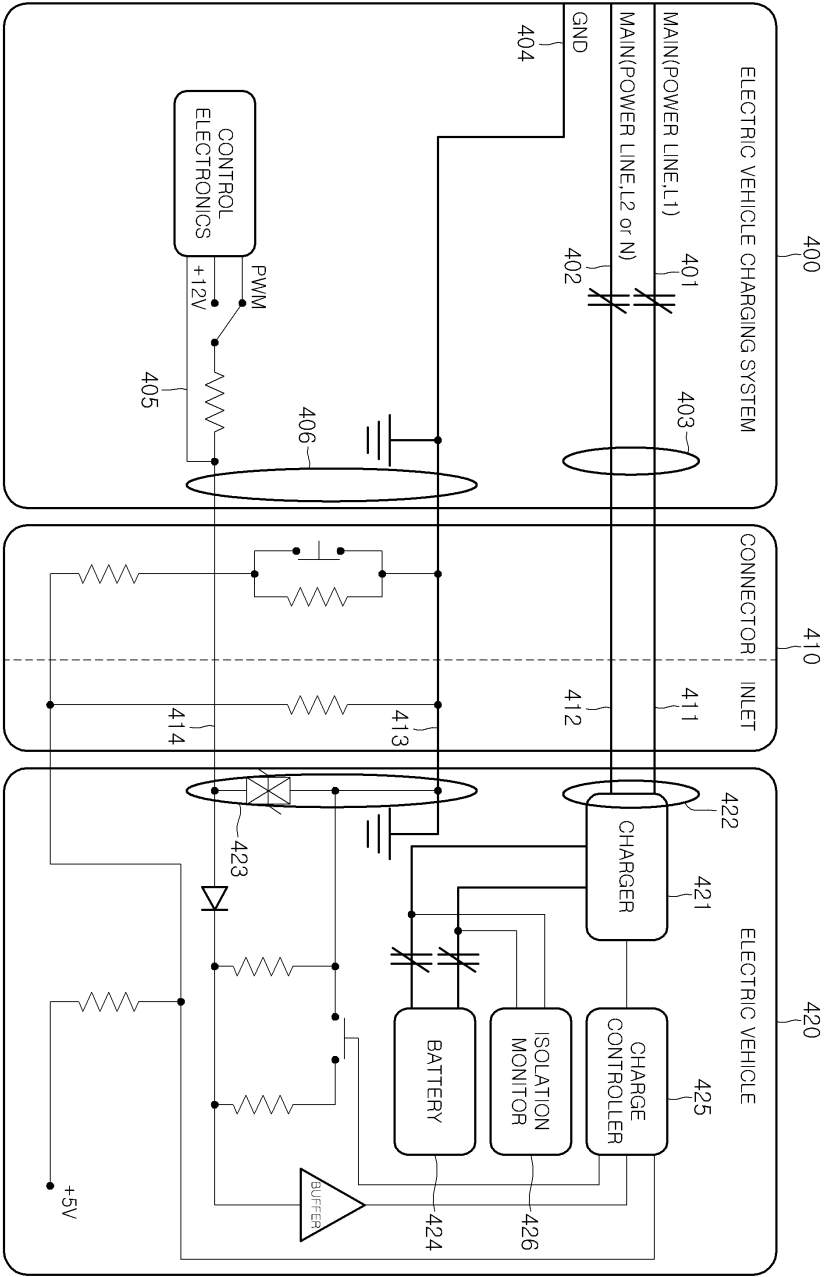 400
ELECTRIC VEHICLE CHARGING SYSTEM
MAIN(POWER LINE,L1)
401
403
MAIN(POWER LINE,L2 or N)
402
GND
404
406
CONTROL
ELECTRONICS
PWM
+12V
405
410
CONNECTOR
INLET
411
412
413
414
420
ELECTRIC VEHICLE
422
CHARGER
421
CHARGE
CONTROLLER
425
ISOLATION
MONITOR
426
BATTERY
424
423
BUFFER
+5V